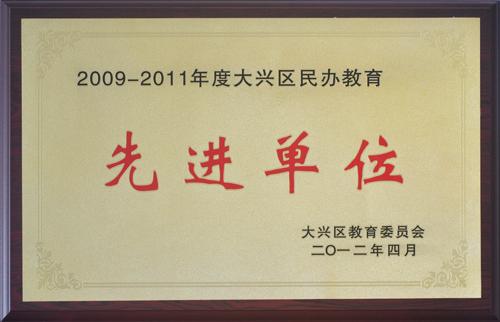 2009-2011年度大兴区民办教育
先进单位
大兴区教育委员会
二〇一二年四月